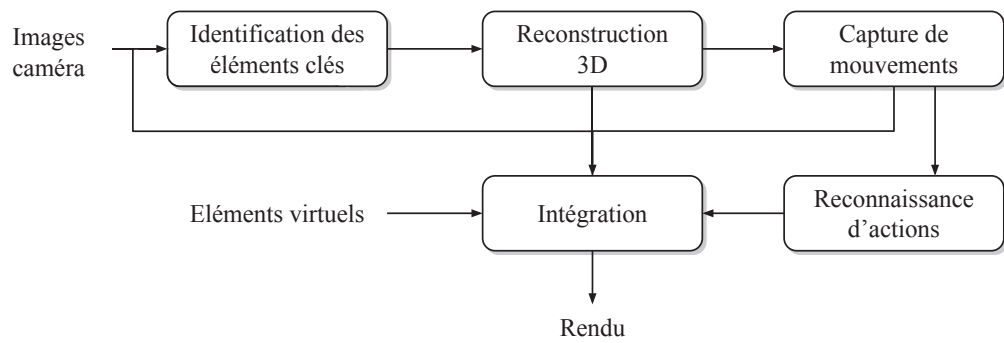 Images
caméra
Identification des
éléments clés
Reconstruction
3D
Capture de
mouvements
Eléments virtuels
Intégration
Reconnaissance
d’actions
Rendu